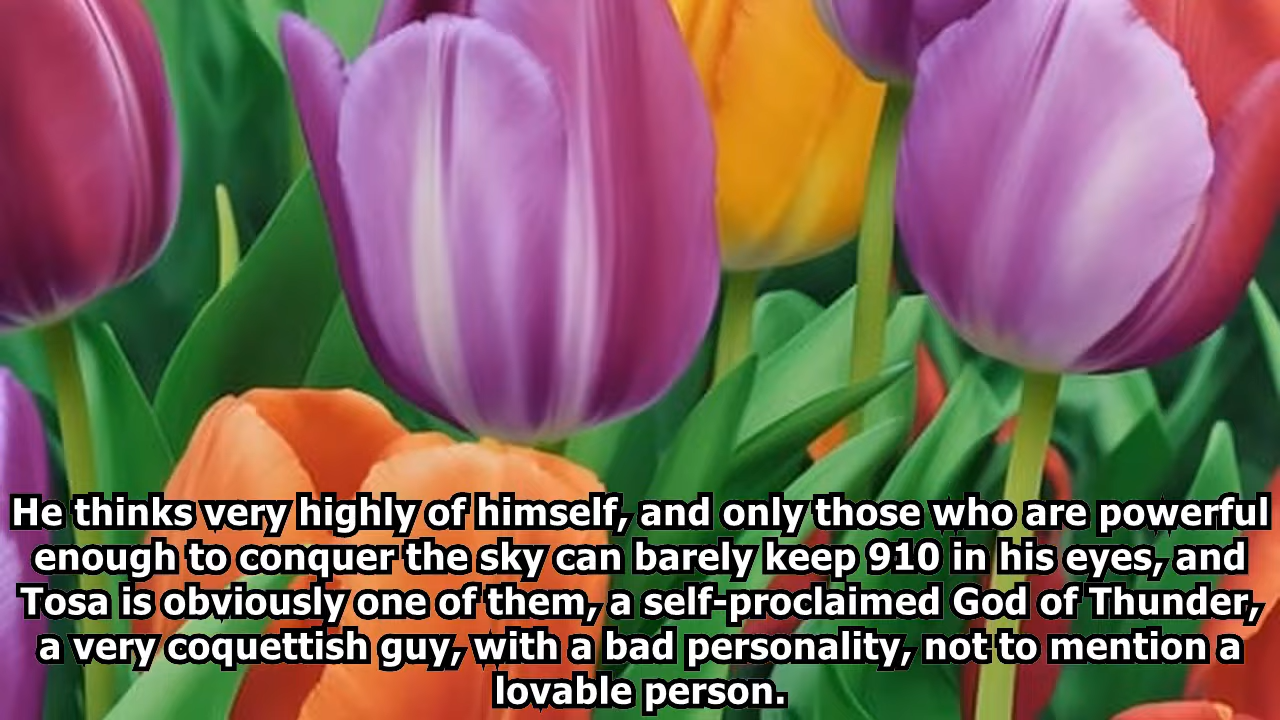 He thinks very highly of himself, and only those who are powerful
enough to conquer the sky can barely keep 910 in his eyes, and
Tosa is obviously one of them, a self-proclaimed God of Thunder,
a very coquettish guy, with a bad personality, not to mention a
lovable person.